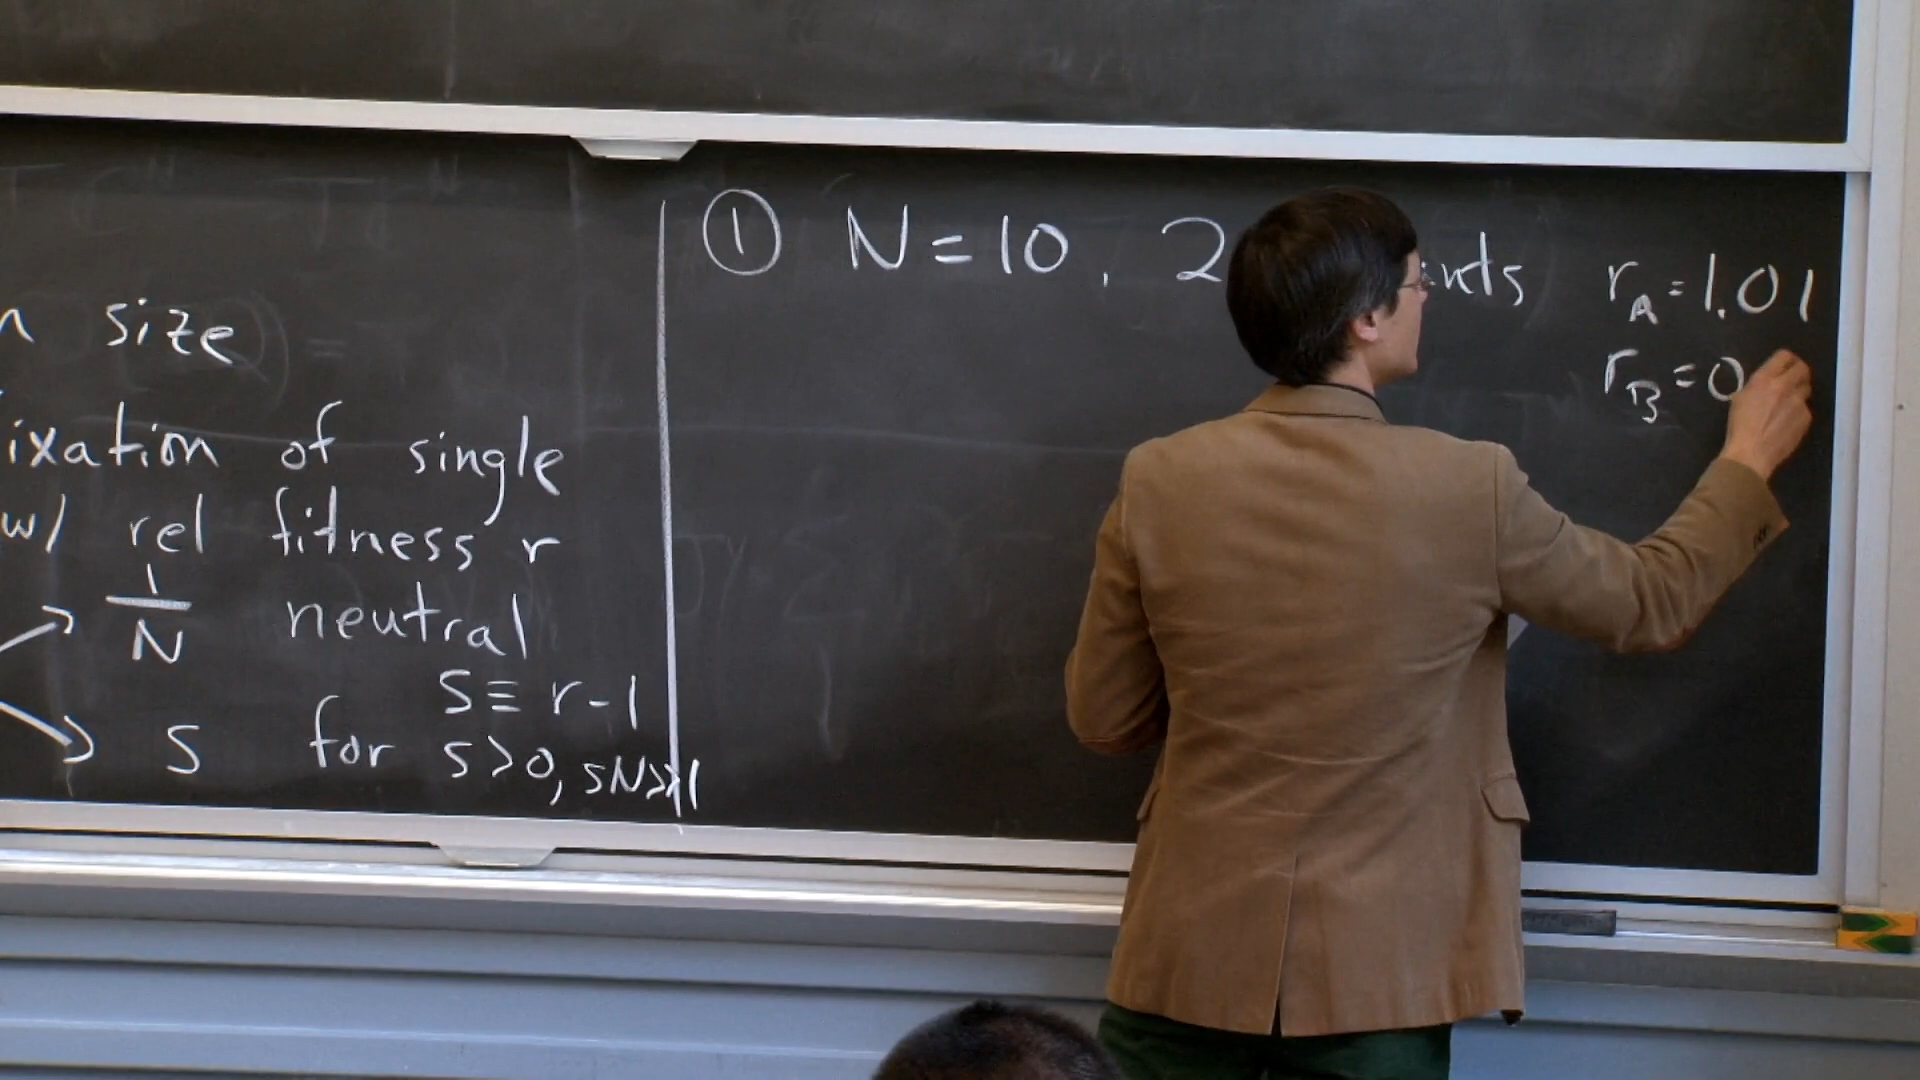 size
ixation of single
w/ rel fitness r
1/N neutral
S ≡ r-1
S for s>0, sN>>1
① N=10, 2
r_A=1.01
r_B=0